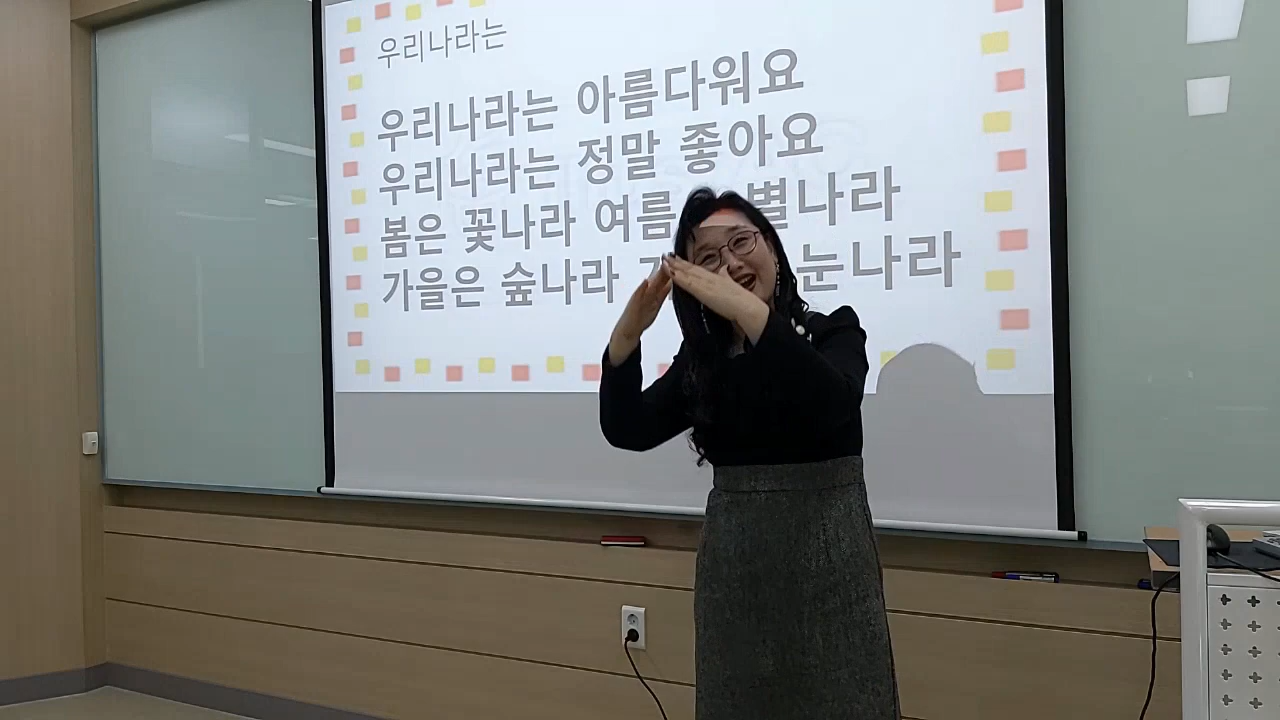 우리나라는
우리나라는 아름다워요
우리나라는 정말 좋아요
봄은 꽃나라 여름 별나라
가을은 숲나라 눈나라